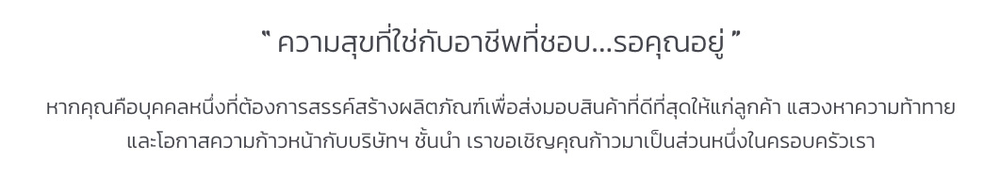 “ ความสุขที่ใช่กับอาชีพที่ชอบ...รอคุณอยู่ ”
หากคุณคือบุคคลหนึ่งที่ต้องการสรรค์สร้างผลิตภัณฑ์เพื่อส่งมอบสินค้าที่ดีที่สุดให้แก่ลูกค้า แสวงหาความท้าทาย
และโอกาสความก้าวหน้ากับบริษัทฯ ชั้นนำ เราขอเชิญคุณก้าวมาเป็นส่วนหนึ่งในครอบครัวเรา